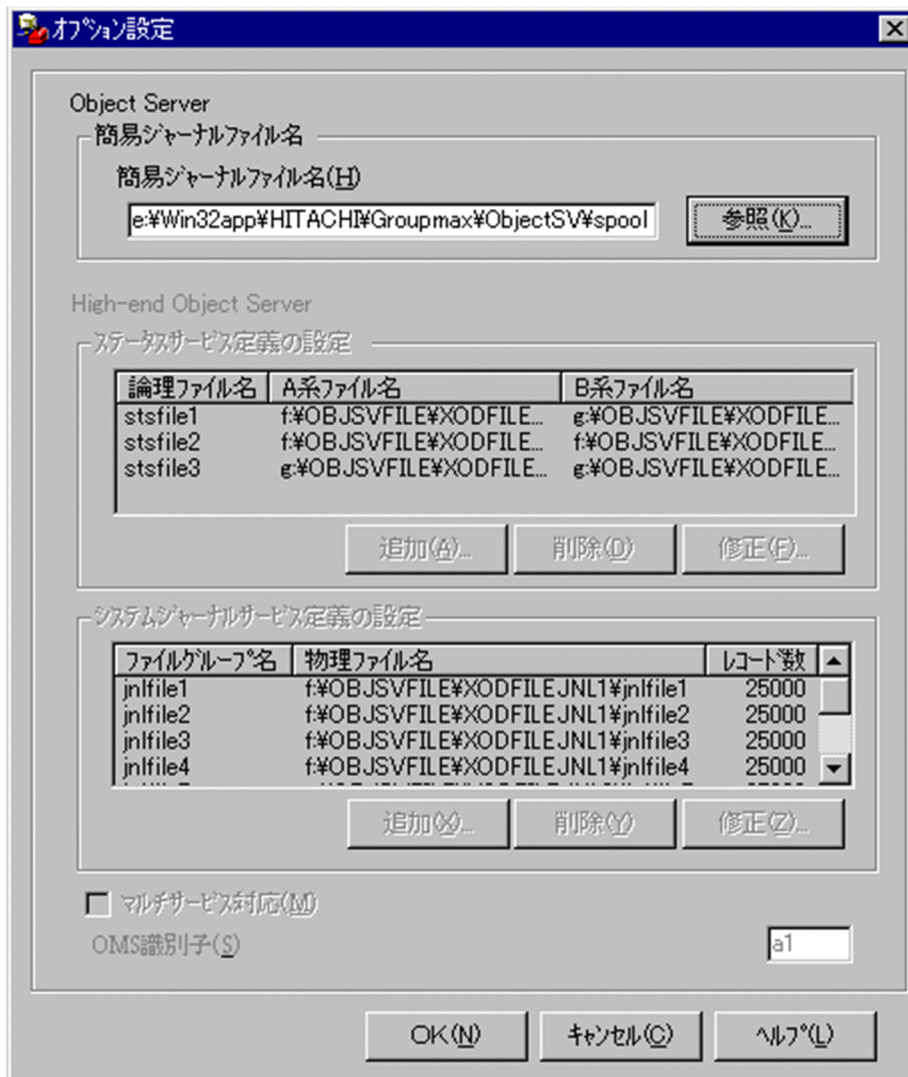 オプション設定
Object Server
簡易ジャーナルファイル名
簡易ジャーナルファイル名(H)
e:¥Win32app¥HITACHI¥Groupmax¥ObjectSV¥spool
参照(K)...
High-end Object Server
ステータスサービス定義の設定
論理ファイル名 A系ファイル名 B系ファイル名
stsfile1 f:¥OBJSVFILE¥XODFILE... g:¥OBJSVFILE¥XODFILE...
stsfile2 f:¥OBJSVFILE¥XODFILE... f:¥OBJSVFILE¥XODFILE...
stsfile3 g:¥OBJSVFILE¥XODFILE... g:¥OBJSVFILE¥XODFILE...
追加(A)... 削除(D) 修正(F)...
システムジャーナルサービス定義の設定
ファイルグループ名 物理ファイル名 レコード数
jnlfile1 f:¥OBJSVFILE¥XODFILEJNL1¥jnlfile1 25000
jnlfile2 f:¥OBJSVFILE¥XODFILEJNL1¥jnlfile2 25000
jnlfile3 f:¥OBJSVFILE¥XODFILEJNL1¥jnlfile3 25000
jnlfile4 f:¥OBJSVFILE¥XODFILEJNL1¥jnlfile4 25000
追加(X)... 削除(Y) 修正(Z)...
マルチサービス対応(M)
OMS識別子(S) a1
OK(N) キャンセル(C) ヘルプ(L)